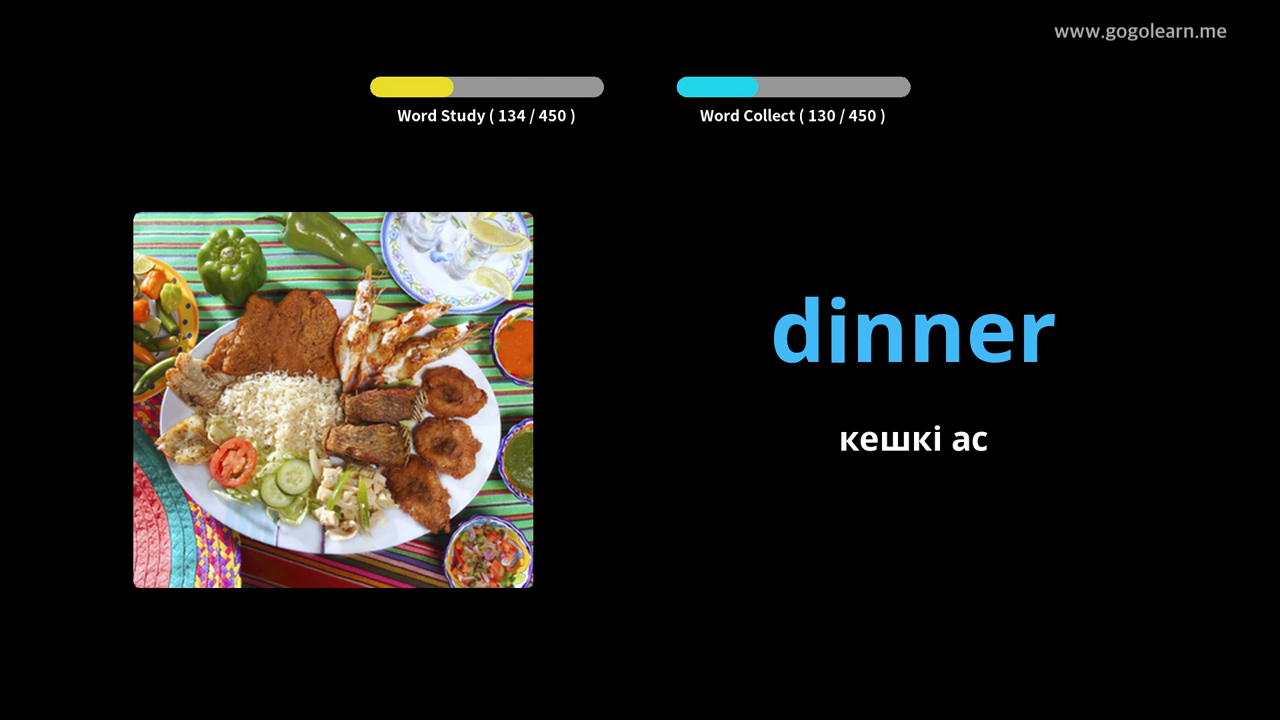 www.gogolearn.me
Word Study ( 134 / 450 )
Word Collect ( 130 / 450 )
dinner
кешкі ас